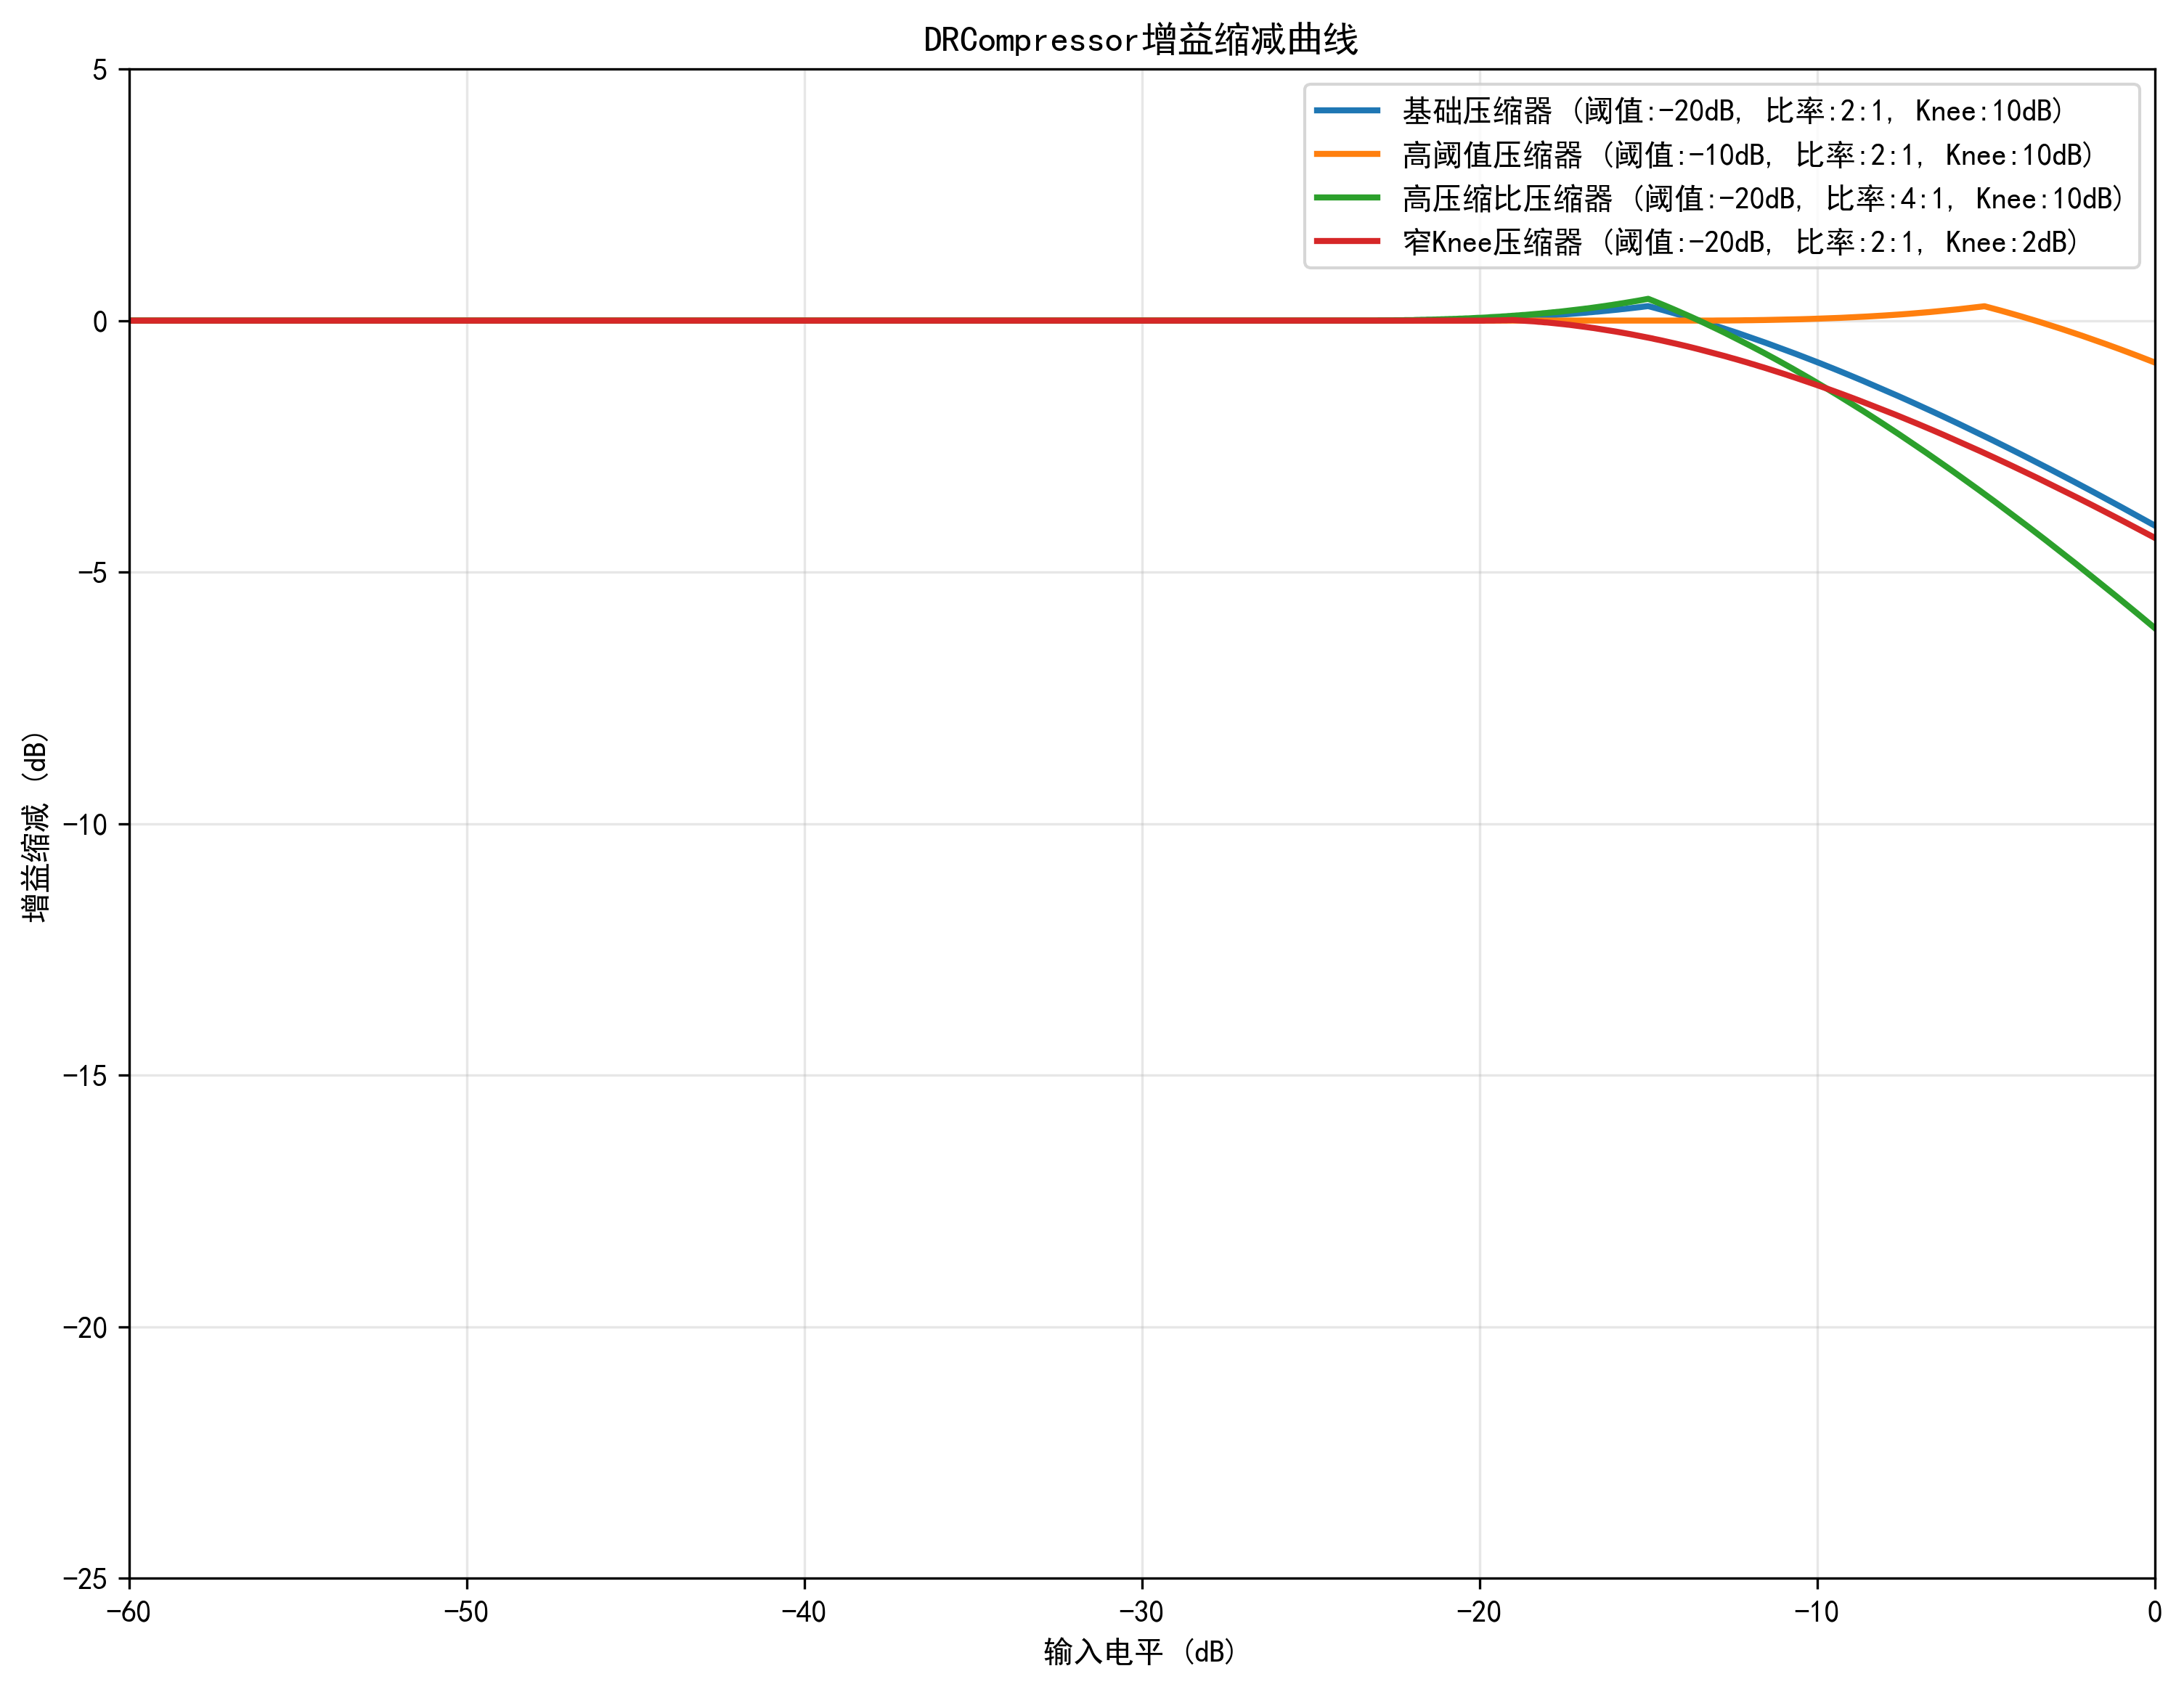 DRCompressor增益缩减曲线
5
基础压缩器 (阈值:-20dB, 比率:2:1, Knee:10dB)
高阈值压缩器 (阈值:-10dB, 比率:2:1, Knee:10dB)
高压缩比压缩器 (阈值:-20dB, 比率:4:1, Knee:10dB)
窄Knee压缩器 (阈值:-20dB, 比率:2:1, Knee:2dB)
0
-5
-10
-15
-20
-25
增益缩减 (dB)
-60 -50 -40 -30 -20 -10 0
输入电平 (dB)